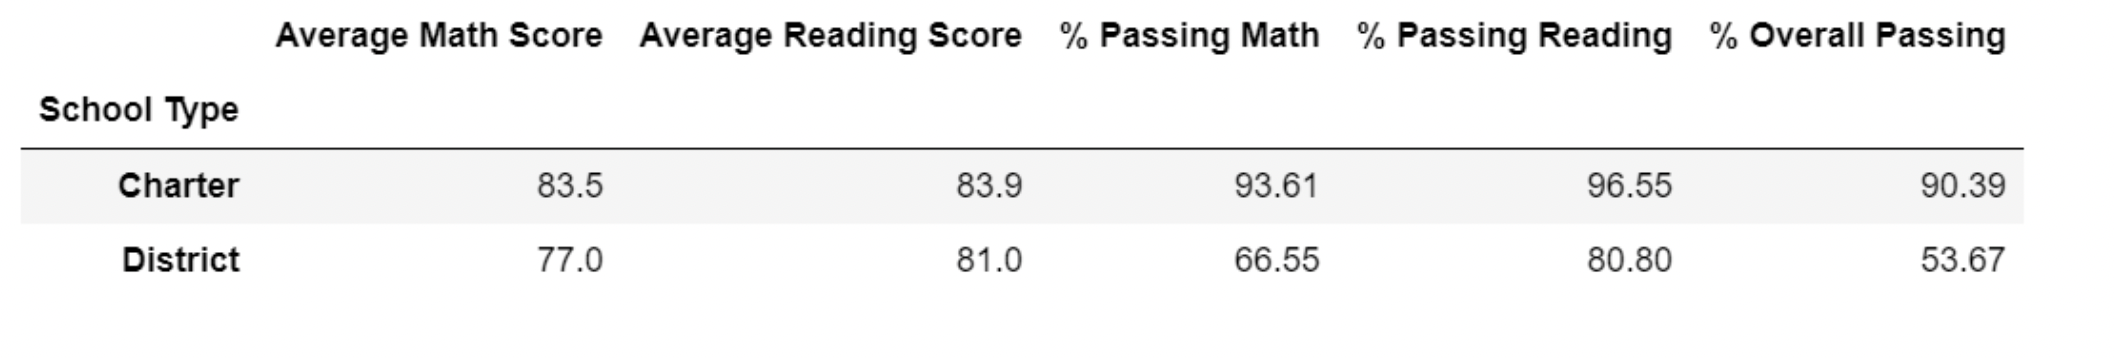 Average Math Score Average Reading Score % Passing Math % Passing Reading % Overall Passing
School Type
Charter 83.5 83.9 93.61 96.55 90.39
District 77.0 81.0 66.55 80.80 53.67